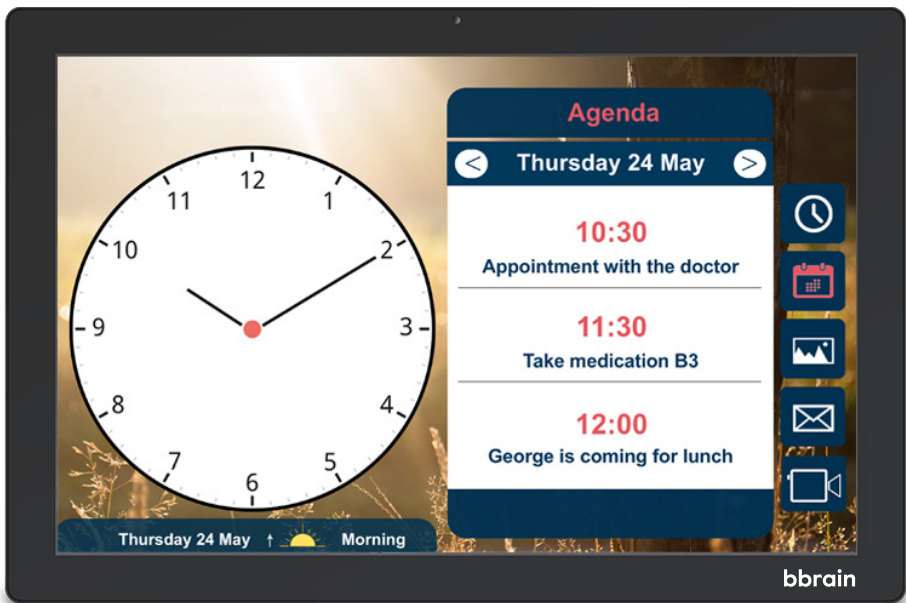 12
1
2
3
4
5
6
7
8
9
10
11
Thursday 24 May ↑ Morning
Agenda
< Thursday 24 May >
10:30
Appointment with the doctor
11:30
Take medication B3
12:00
George is coming for lunch
bbrain